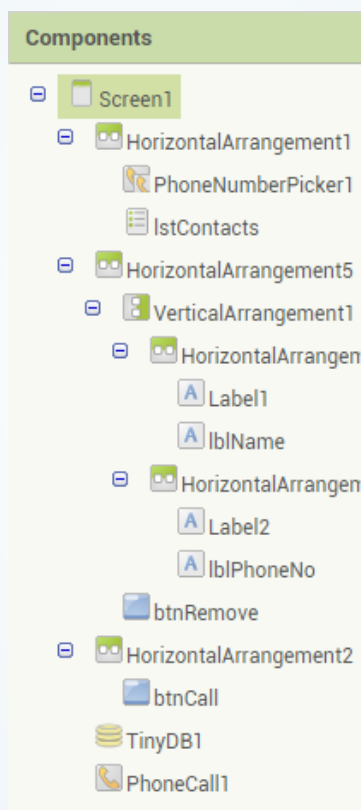 Components
Screen1
HorizontalArrangement1
PhoneNumberPicker1
lstContacts
HorizontalArrangement5
VerticalArrangement1
HorizontalArrangem
Label1
lblName
HorizontalArrangem
Label2
lblPhoneNo
btnRemove
HorizontalArrangement2
btnCall
TinyDB1
PhoneCall1